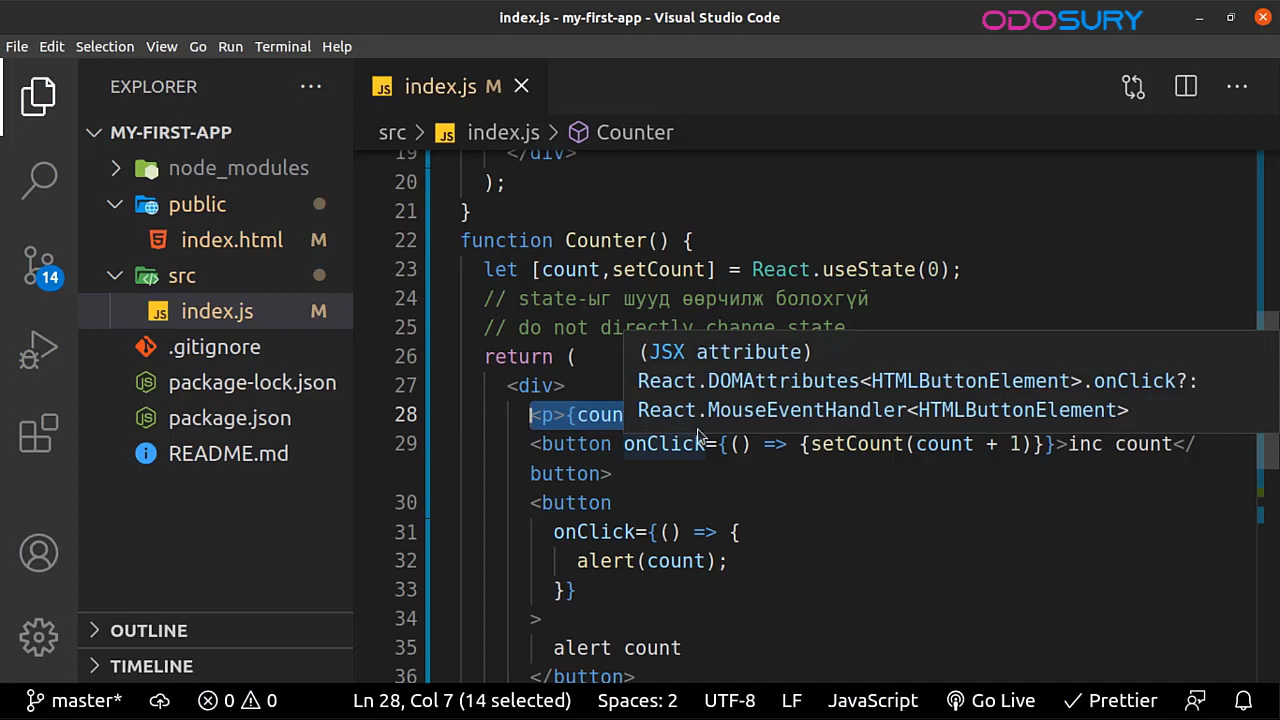 index.js - my-first-app - Visual Studio Code
ODOSURY
File Edit Selection View Go Run Terminal Help
EXPLORER
index.js M
MY-FIRST-APP
src > index.js > Counter
node_modules
public
index.html M
src
index.js M
.gitignore
package-lock.json
package.json
README.md
14
OUTLINE
TIMELINE
19 </div>
20 );
21 }
22 function Counter() {
23 let [count,setCount] = React.useState(0);
24 // state-ыг шууд өөрчилж болохгүй
25 // do not directly change state
26 return (
27 <div>
28 <p>{coun
(JSX attribute)
React.DOMAttributes<HTMLButtonElement>.onClick?:
React.MouseEventHandler<HTMLButtonElement>
29 <button onClick={() => {setCount(count + 1)}}>inc count</
button>
30 <button
31 onClick={() => {
32 alert(count);
33 }}
34 >
35 alert count
36 </button>
master* 0 0 Ln 28, Col 7 (14 selected) Spaces: 2 UTF-8 LF JavaScript Go Live Prettier